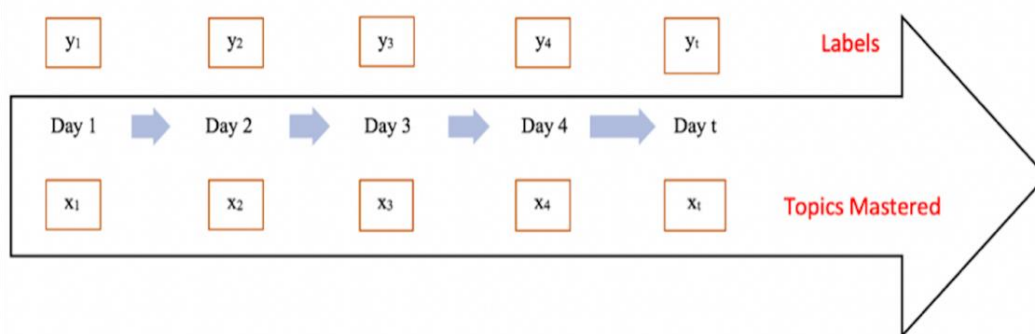 y₁ y₂ y₃ y₄ yₜ Labels
Day 1 Day 2 Day 3 Day 4 Day t
x₁ x₂ x₃ x₄ xₜ Topics Mastered